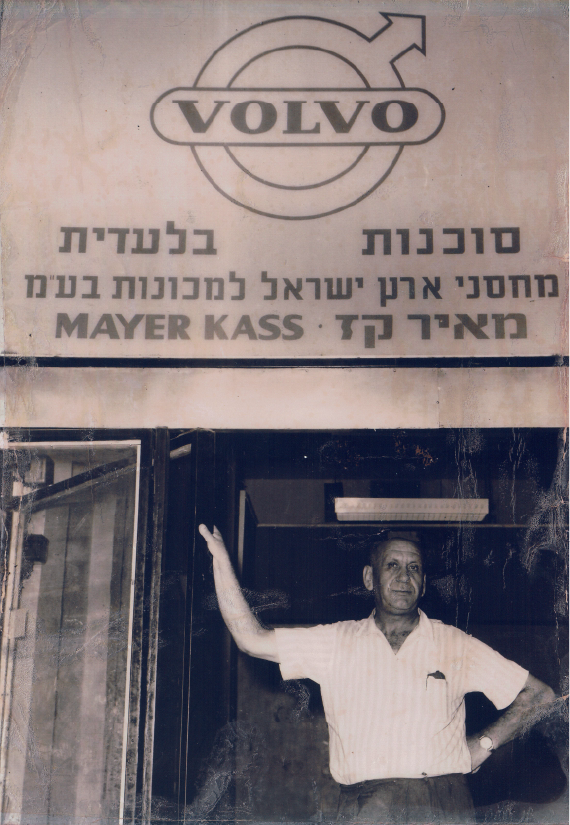 VOLVO
סוכנות בלעדית
מחסני ארץ ישראל למכונות בע"מ
מאיר קז · MAYER KASS